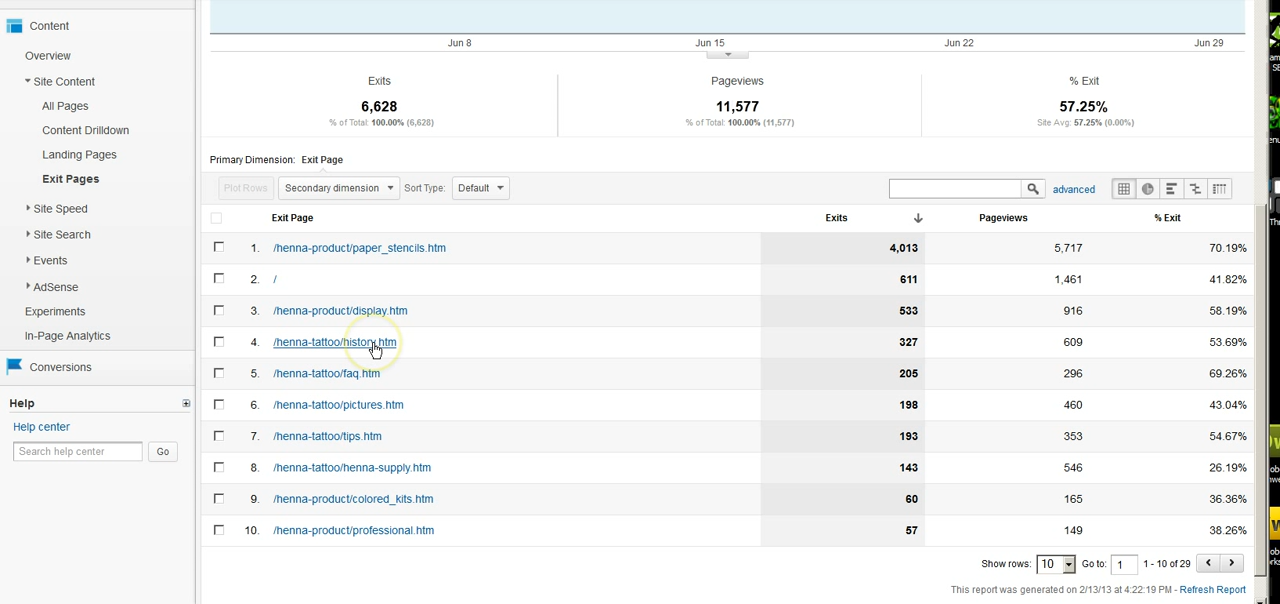 Content
Overview
Site Content
All Pages
Content Drilldown
Landing Pages
Exit Pages
Site Speed
Site Search
Events
AdSense
Experiments
In-Page Analytics
Conversions
Help
Help center
Search help center Go
Jun 8 Jun 15 Jun 22 Jun 29
Exits Pageviews % Exit
6,628 11,577 57.25%
% of Total: 100.00% (6,628) % of Total: 100.00% (11,577) Site Avg: 57.25% (0.00%)
Primary Dimension: Exit Page
Plot Rows Secondary dimension Sort Type: Default advanced
Exit Page Exits Pageviews % Exit
1. /henna-product/paper_stencils.htm 4,013 5,717 70.19%
2. / 611 1,461 41.82%
3. /henna-product/display.htm 533 916 58.19%
4. /henna-tattoo/history.htm 327 609 53.69%
5. /henna-tattoo/faq.htm 205 296 69.26%
6. /henna-tattoo/pictures.htm 198 460 43.04%
7. /henna-tattoo/tips.htm 193 353 54.67%
8. /henna-tattoo/henna-supply.htm 143 546 26.19%
9. /henna-product/colored_kits.htm 60 165 36.36%
10. /henna-product/professional.htm 57 149 38.26%
Show rows: 10 Go to: 1 1 - 10 of 29
This report was generated on 2/13/13 at 4:22:19 PM - Refresh Report